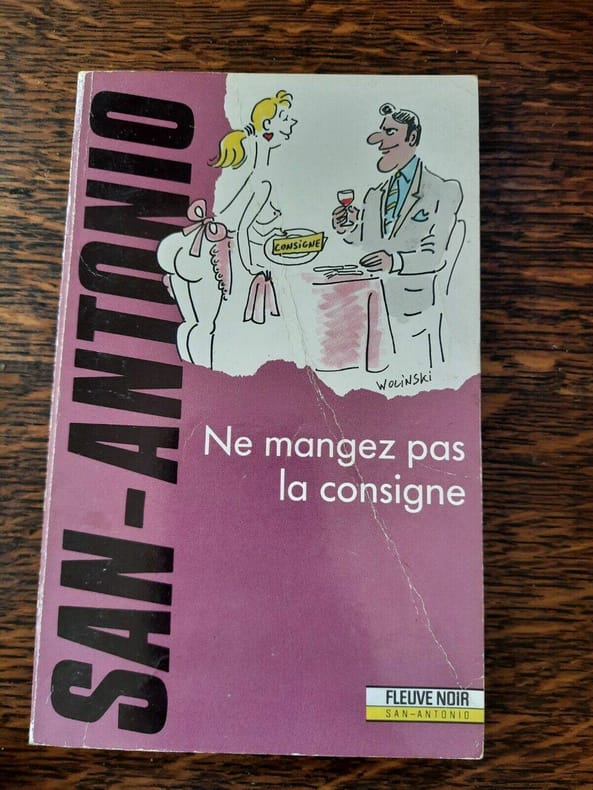 SAN-ANTONIO
CONSIGNE
WOLINSKI
Ne mangez pas
la consigne
FLEUVE NOIR
SAN-ANTONIO